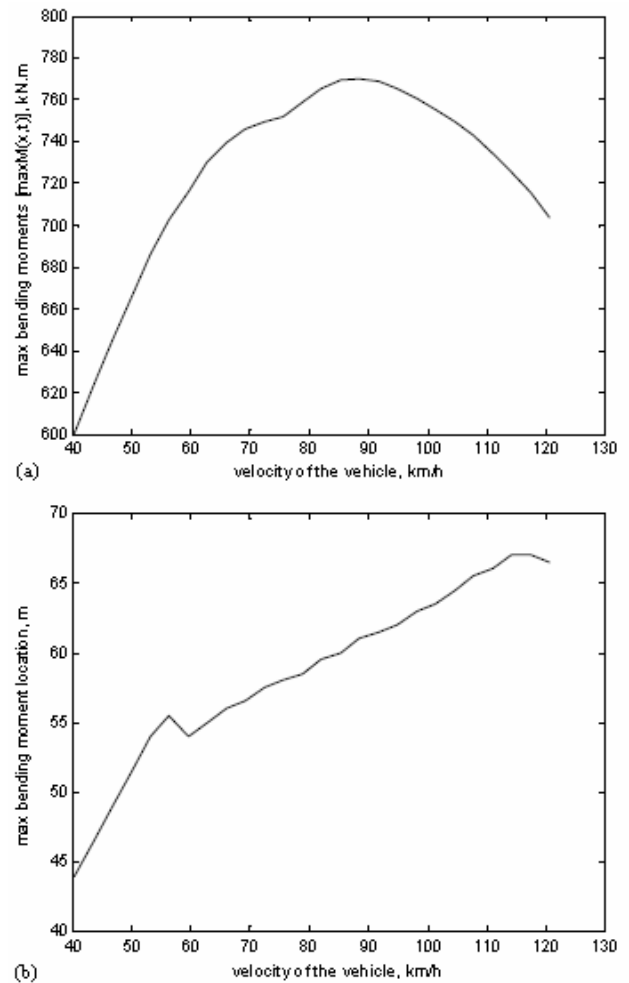 800
780
760
740
720
700
680
660
640
620
600
max bending moments [maxM(x,t)], kN.m
40 50 60 70 80 90 100 110 120 130
velocity of the vehicle, km/h
(a)
70
65
60
55
50
45
40
max bending moment location, m
40 50 60 70 80 90 100 110 120 130
velocity of the vehicle, km/h
(b)